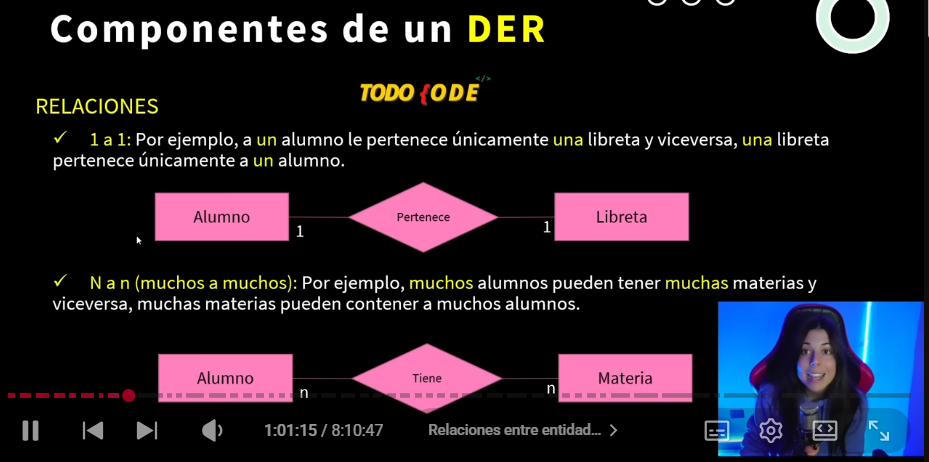 Componentes de un DER
</>
TODO {ODE
RELACIONES
✓ 1 a 1: Por ejemplo, a un alumno le pertenece únicamente una libreta y viceversa, una libreta
pertenece únicamente a un alumno.
Alumno
1
Pertenece
1
Libreta
✓ N a n (muchos a muchos): Por ejemplo, muchos alumnos pueden tener muchas materias y
viceversa, muchas materias pueden contener a muchos alumnos.
Alumno
n
Tiene
n
Materia
1:01:15 / 8:10:47
Relaciones entre entidad...